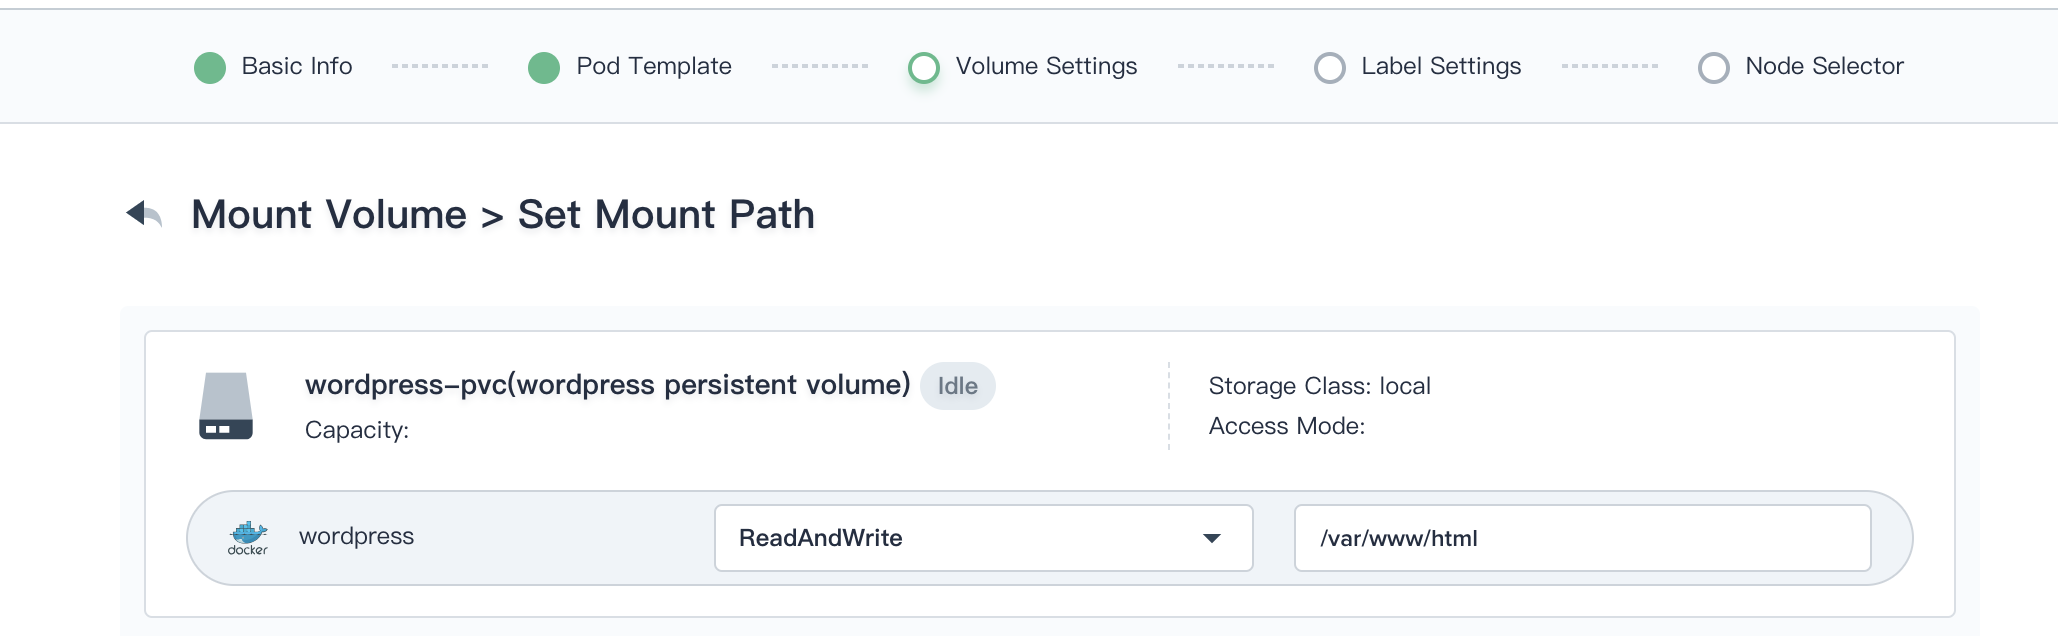 Basic Info Pod Template Volume Settings Label Settings Node Selector
Mount Volume > Set Mount Path
wordpress-pvc(wordpress persistent volume) Idle
Capacity:
Storage Class: local
Access Mode:
docker wordpress ReadAndWrite /var/www/html